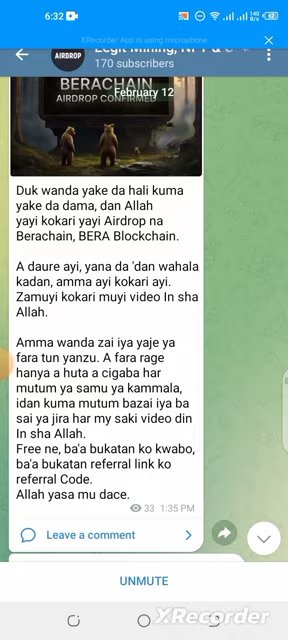 6:32
XRecorder App is using microphone
AIRDROP
170 subscribers
BERACHAIN
February 12
AIRDROP CONFIRMED
Duk wanda yake da hali kuma
yake da dama, dan Allah
yayi kokari yayi Airdrop na
Berachain, BERA Blockchain.
A daure ayi, yana da 'dan wahala
kadan, amma ayi kokari ayi.
Zamuyi kokari muyi video In sha
Allah.
Amma wanda zai iya yaje ya
fara tun yanzu. A fara rage
hanya a huta a cigaba har
mutum ya samu ya kammala,
idan kuma mutum bazai iya ba
sai ya jira har my saki video din
In sha Allah.
Free ne, ba'a bukatan ko kwabo,
ba'a bukatan referral link ko
referral Code.
Allah yasa mu dace.
33 1:35 PM
Leave a comment
UNMUTE
XRecorder